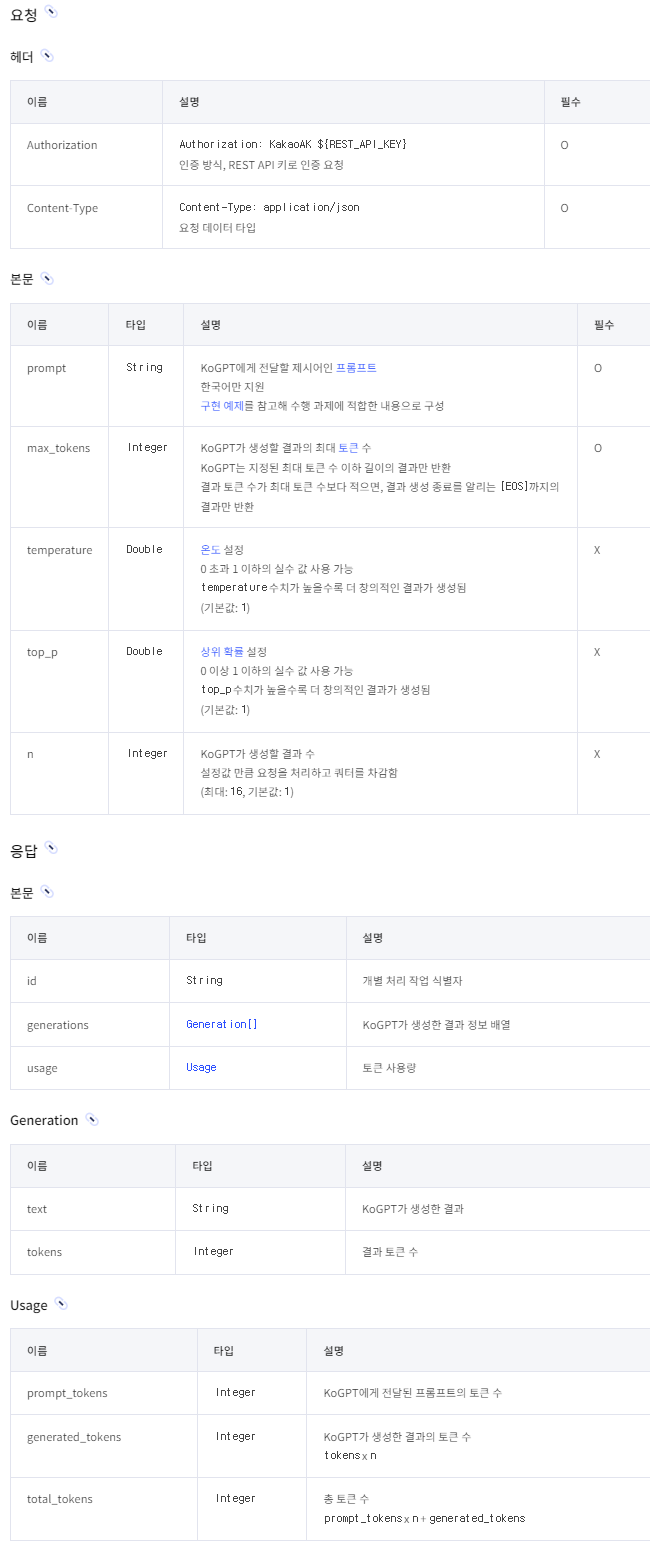 요청
헤더
이름 설명 필수
Authorization Authorization: KakaoAK ${REST_API_KEY} O
인증 방식, REST API 키로 인증 요청
Content-Type Content-Type: application/json O
요청 데이터 타입
본문
이름 타입 설명 필수
prompt String KoGPT에게 전달할 제시어인 프롬프트 O
한국어만 지원
구현 예제를 참고해 수행 과제에 적합한 내용으로 구성
max_tokens Integer KoGPT가 생성할 결과의 최대 토큰 수 O
KoGPT는 지정된 최대 토큰 수 이하 길이의 결과만 반환
결과 토큰 수가 최대 토큰 수보다 적으면, 결과 생성 종료를 알리는 [EOS]까지의
결과만 반환
temperature Double 온도 설정 X
0 초과 1 이하의 실수 값 사용 가능
temperature 수치가 높을수록 더 창의적인 결과가 생성됨
(기본값: 1)
top_p Double 상위 확률 설정 X
0 이상 1 이하의 실수 값 사용 가능
top_p 수치가 높을수록 더 창의적인 결과가 생성됨
(기본값: 1)
n Integer KoGPT가 생성할 결과 수 X
설정값 만큼 요청을 처리하고 쿼터를 차감함
(최대: 16, 기본값: 1)
응답
본문
이름 타입 설명
id String 개별 처리 작업 식별자
generations Generation[] KoGPT가 생성한 결과 정보 배열
usage Usage 토큰 사용량
Generation
이름 타입 설명
text String KoGPT가 생성한 결과
tokens Integer 결과 토큰 수
Usage
이름 타입 설명
prompt_tokens Integer KoGPT에게 전달된 프롬프트의 토큰 수
generated_tokens Integer KoGPT가 생성한 결과의 토큰 수
tokens x n
total_tokens Integer 총 토큰 수
prompt_tokens x n + generated_tokens